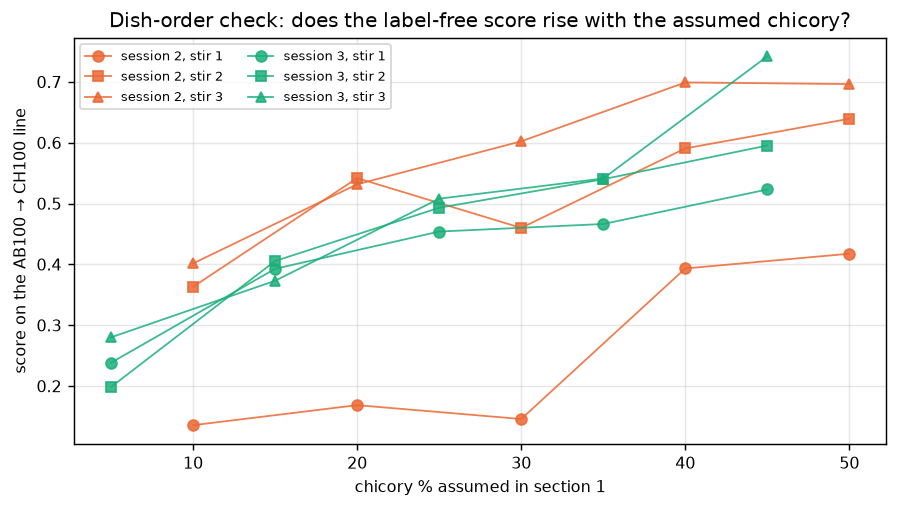 Dish-order check: does the label-free score rise with the assumed chicory?
session 2, stir 1
session 2, stir 2
session 2, stir 3
session 3, stir 1
session 3, stir 2
session 3, stir 3
score on the AB100 → CH100 line
0.7
0.6
0.5
0.4
0.3
0.2
10 20 30 40 50
chicory % assumed in section 1